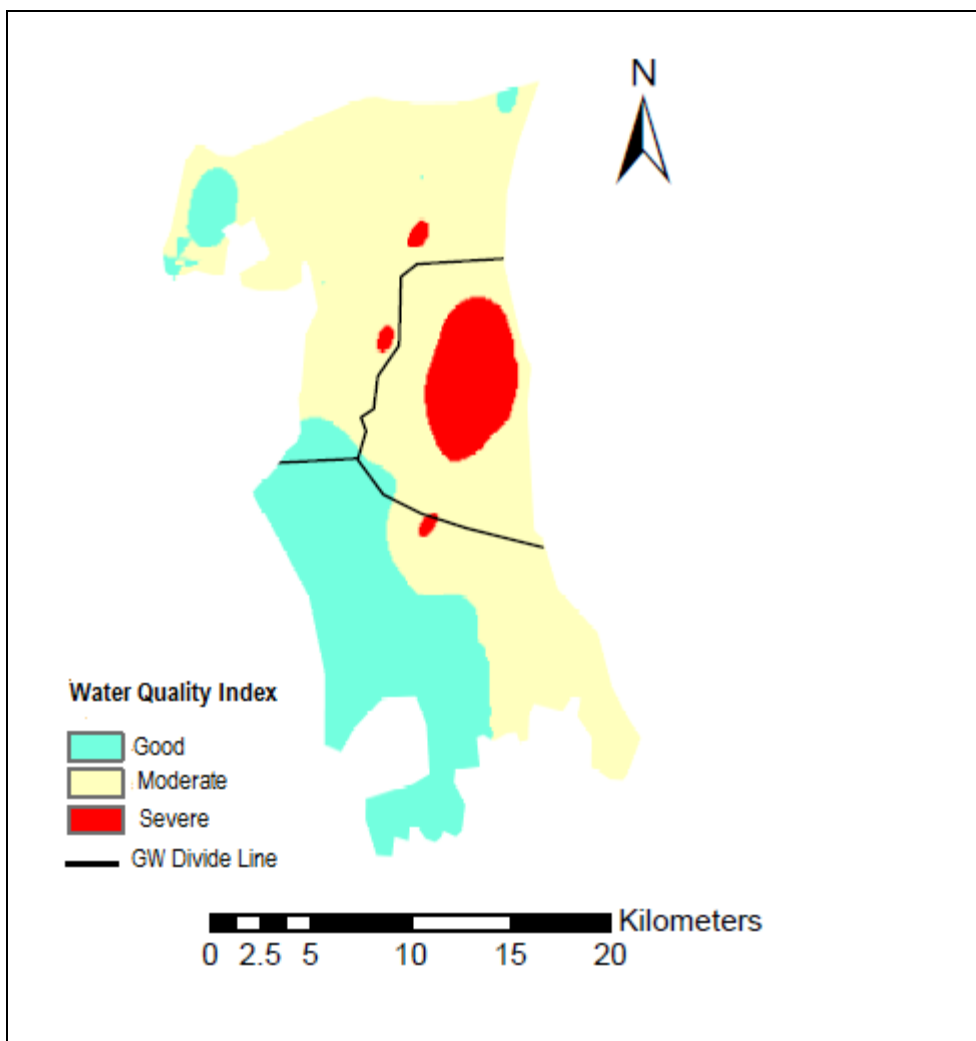 N
Water Quality Index
Good
Moderate
Severe
GW Divide Line
Kilometers
0 2.5 5 10 15 20